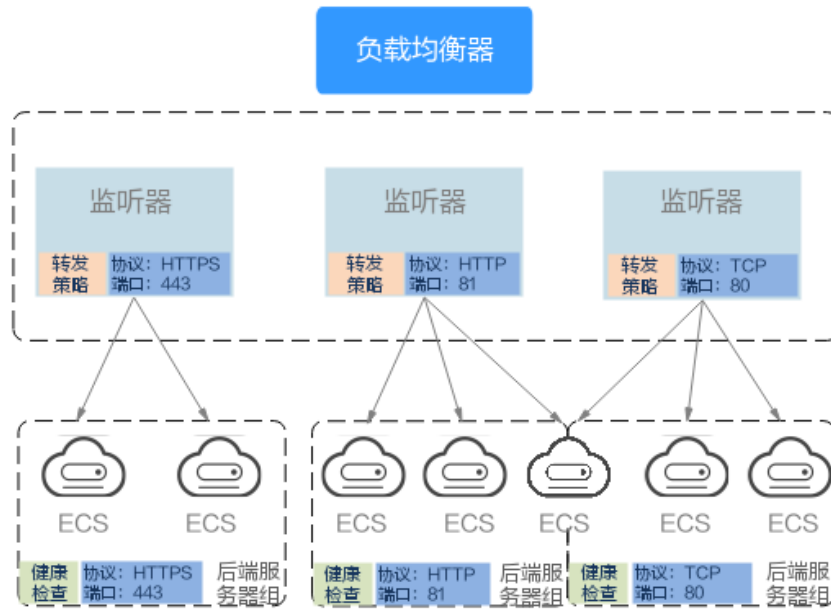 负载均衡器
监听器
转发
策略
协议：HTTPS
端口：443
监听器
转发
策略
协议：HTTP
端口：81
监听器
转发
策略
协议：TCP
端口：80
ECS
ECS
健康
检查
协议：HTTPS
端口：443
后端服
务器组
ECS
ECS
ECS
健康
检查
协议：HTTP
端口：81
后端服
务器组
ECS
ECS
健康
检查
协议：TCP
端口：80
后端服
务器组